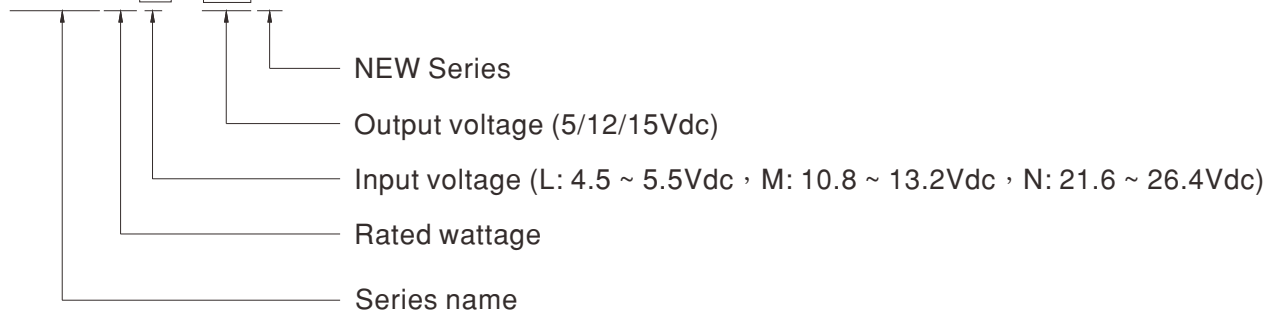 NEW Series
Output voltage (5/12/15Vdc)
Input voltage (L: 4.5 ~ 5.5Vdc，M: 10.8 ~ 13.2Vdc，N: 21.6 ~ 26.4Vdc)
Rated wattage
Series name